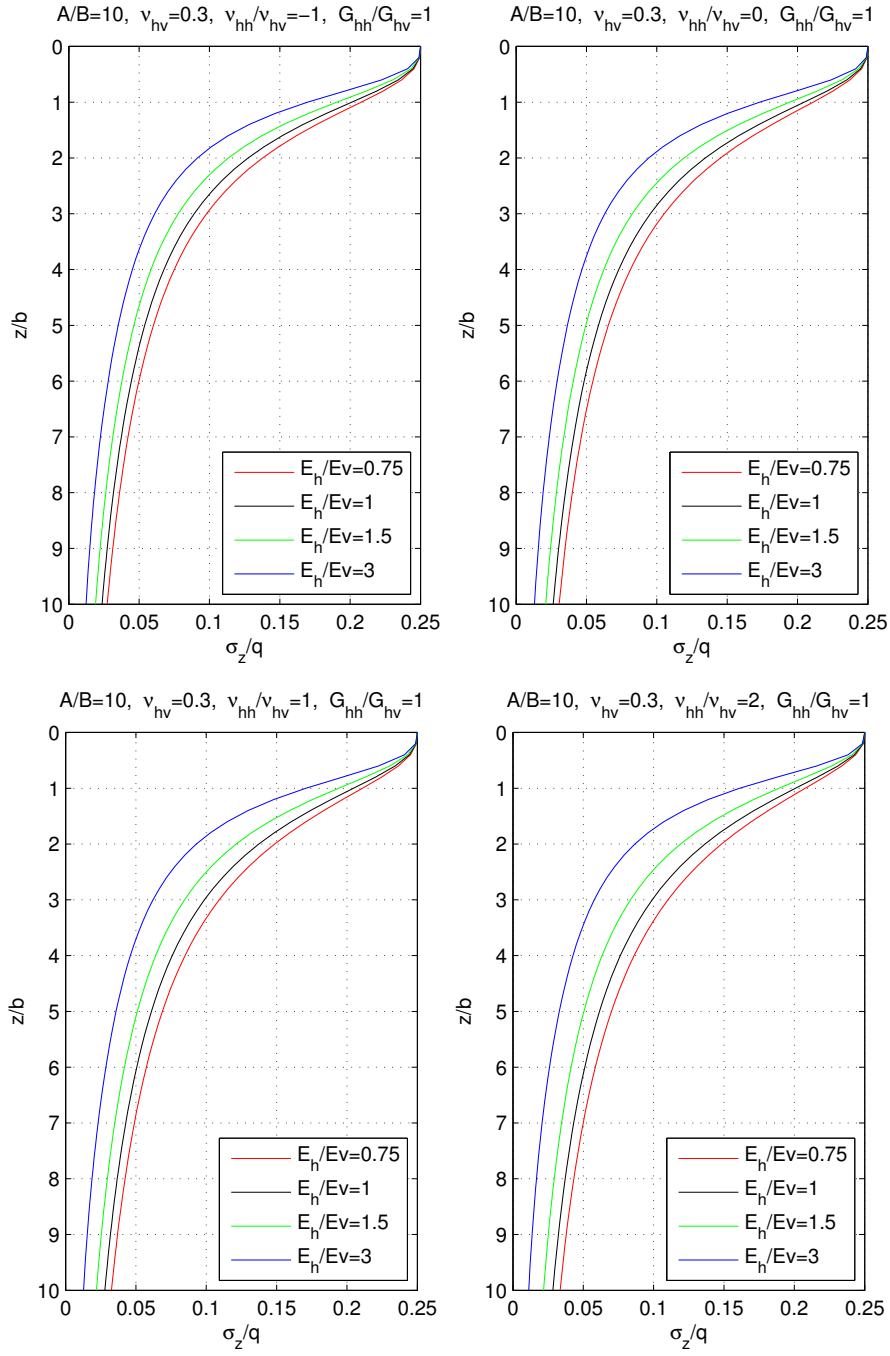 A/B=10, ν_hv=0.3, ν_hh/ν_hv=−1, G_hh/G_hv=1
0
1
2
3
4
5
6
7
8
9
10
z/b
E_h/Ev=0.75
E_h/Ev=1
E_h/Ev=1.5
E_h/Ev=3
0 0.05 0.1 0.15 0.2 0.25
σ_z/q
A/B=10, ν_hv=0.3, ν_hh/ν_hv=0, G_hh/G_hv=1
0
1
2
3
4
5
6
7
8
9
10
z/b
E_h/Ev=0.75
E_h/Ev=1
E_h/Ev=1.5
E_h/Ev=3
0 0.05 0.1 0.15 0.2 0.25
σ_z/q
A/B=10, ν_hv=0.3, ν_hh/ν_hv=1, G_hh/G_hv=1
0
1
2
3
4
5
6
7
8
9
10
z/b
E_h/Ev=0.75
E_h/Ev=1
E_h/Ev=1.5
E_h/Ev=3
0 0.05 0.1 0.15 0.2 0.25
σ_z/q
A/B=10, ν_hv=0.3, ν_hh/ν_hv=2, G_hh/G_hv=1
0
1
2
3
4
5
6
7
8
9
10
z/b
E_h/Ev=0.75
E_h/Ev=1
E_h/Ev=1.5
E_h/Ev=3
0 0.05 0.1 0.15 0.2 0.25
σ_z/q